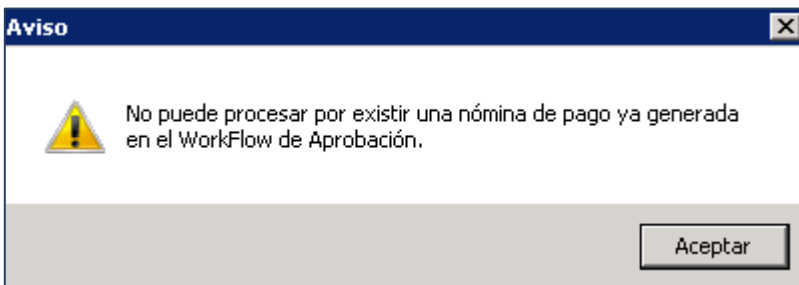 Aviso
No puede procesar por existir una nómina de pago ya generada
en el WorkFlow de Aprobación.
Aceptar